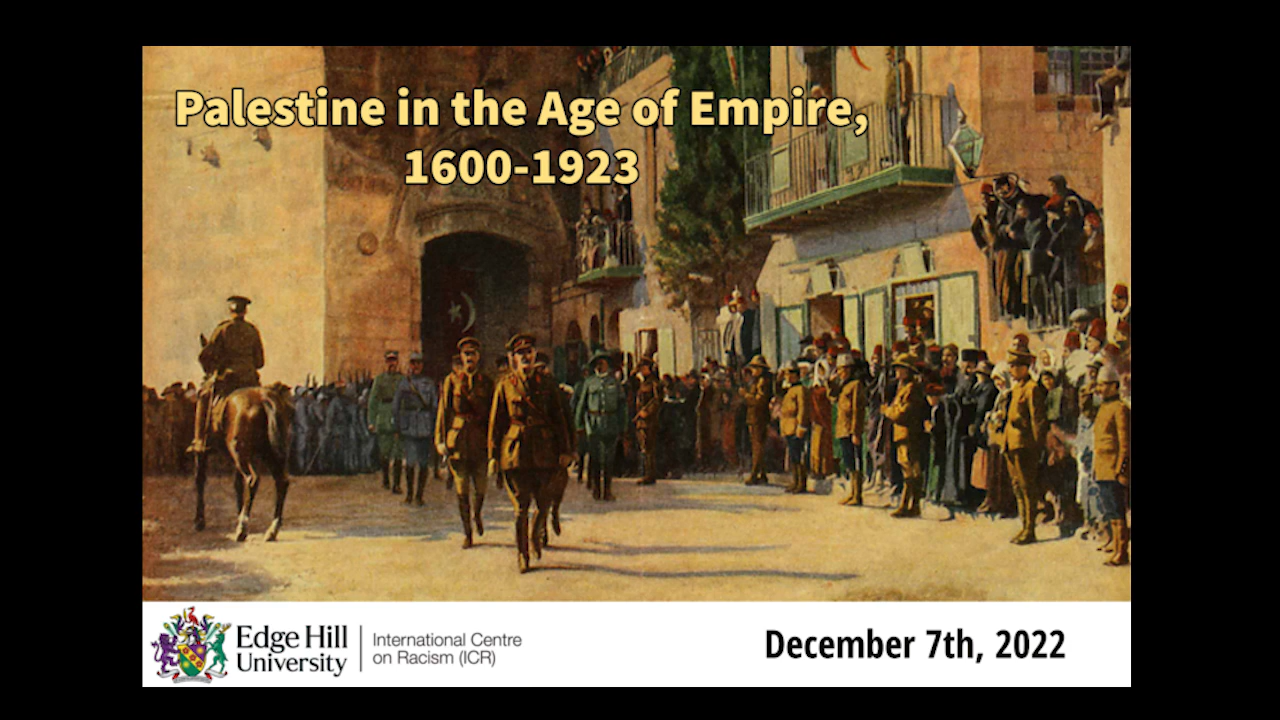 Palestine in the Age of Empire,
1600-1923
Edge Hill
University
International Centre
on Racism (ICR)
December 7th, 2022